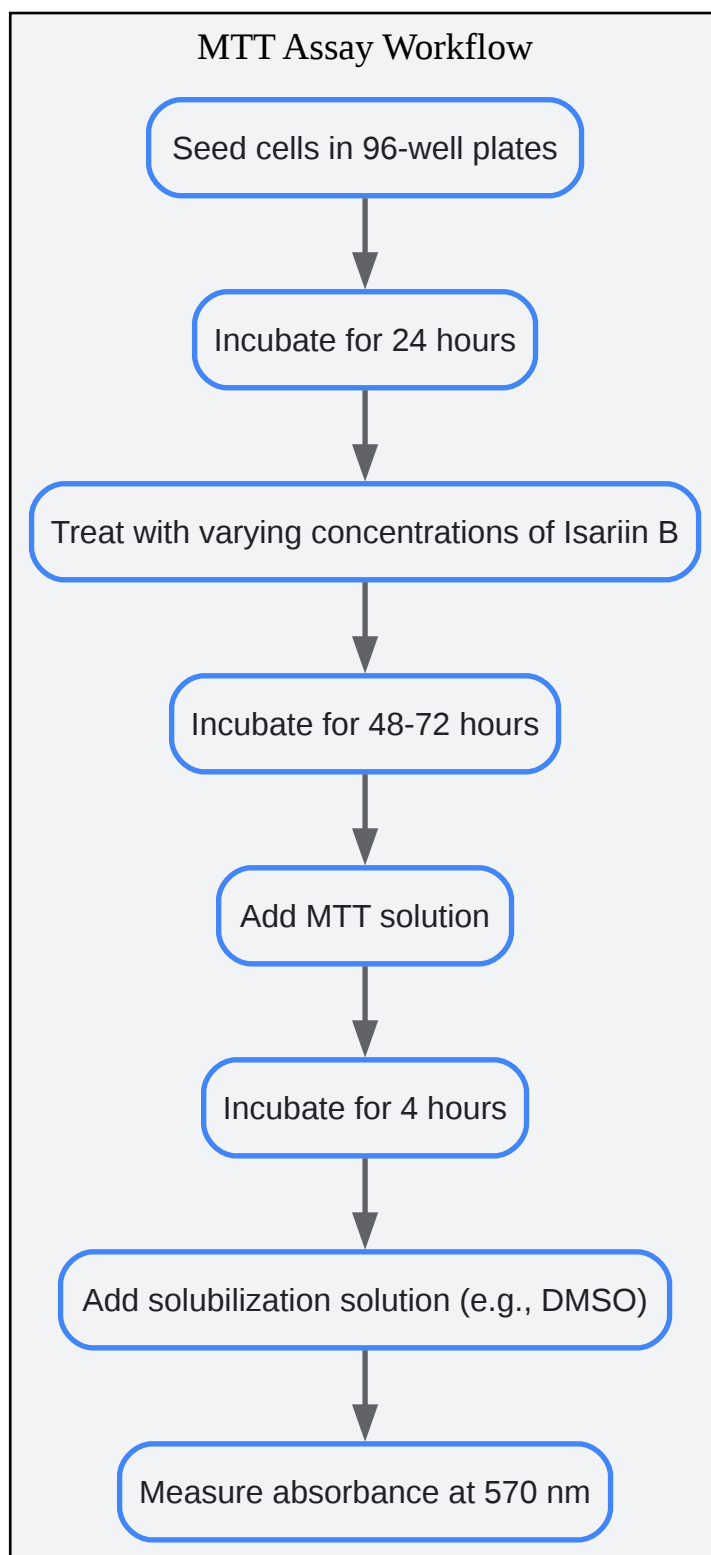 MTT Assay Workflow
Seed cells in 96-well plates
Incubate for 24 hours
Treat with varying concentrations of Isariin B
Incubate for 48-72 hours
Add MTT solution
Incubate for 4 hours
Add solubilization solution (e.g., DMSO)
Measure absorbance at 570 nm